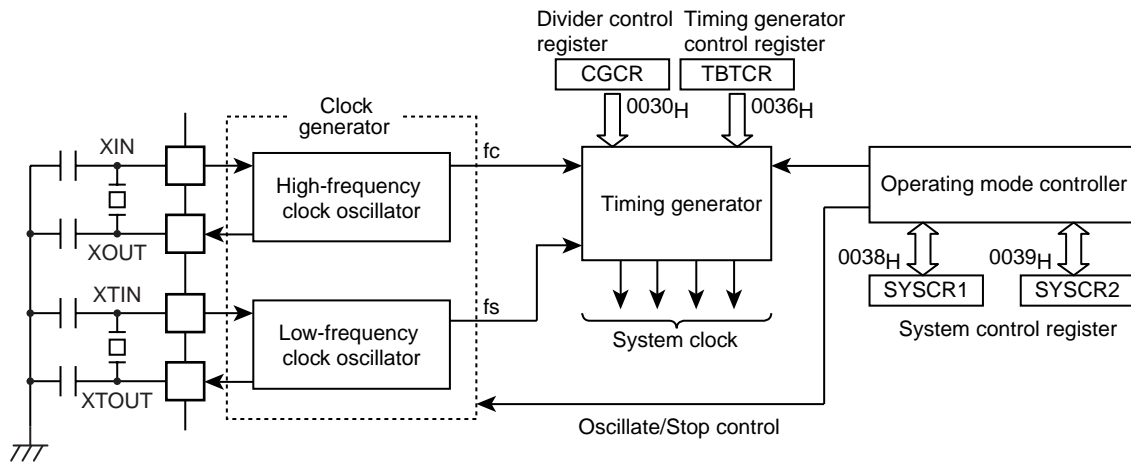 Divider control
register
Timing generator
control register
CGCR
TBTCR
0030H
0036H
Clock
generator
XIN
fc
High-frequency
clock oscillator
Timing generator
Operating mode controller
XOUT
0038H
0039H
XTIN
SYSCR1
SYSCR2
fs
System control register
Low-frequency
clock oscillator
System clock
XTOUT
Oscillate/Stop control